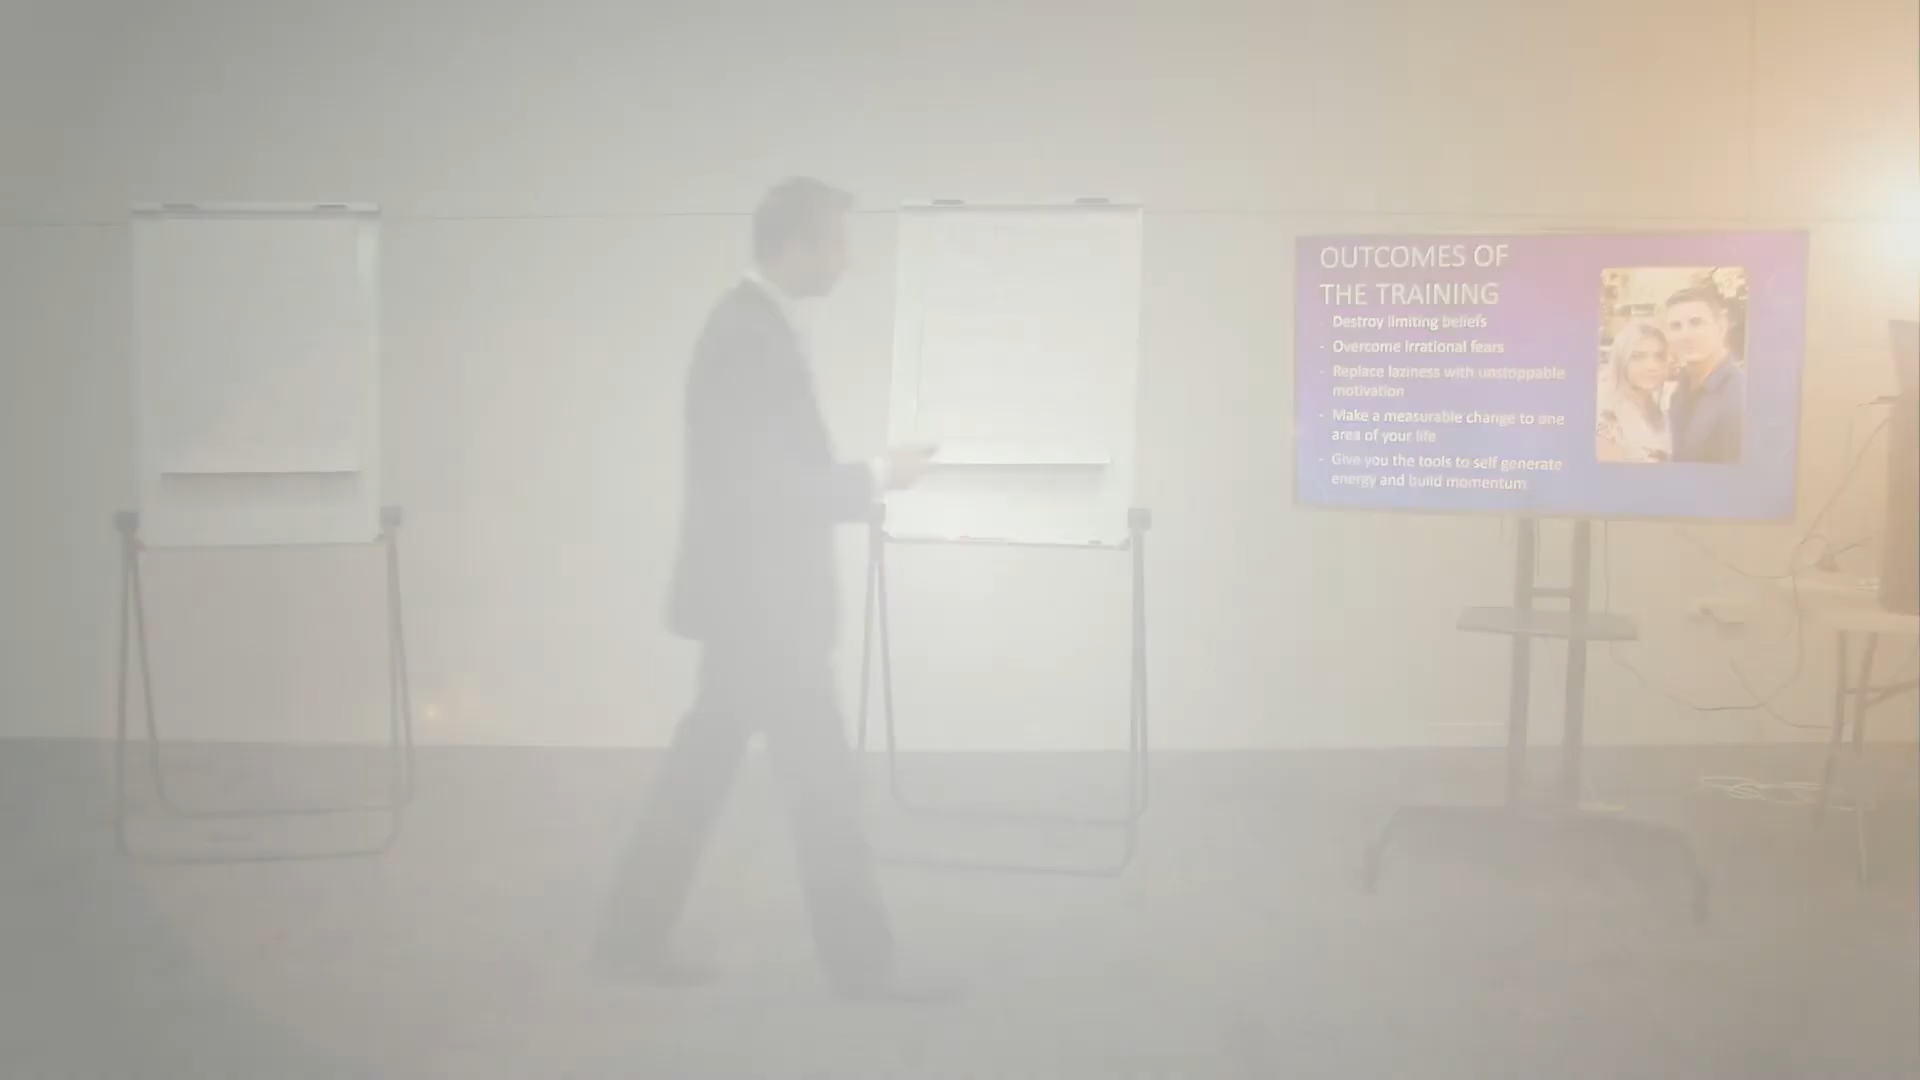 OUTCOMES OF
THE TRAINING
- Destroy limiting beliefs
- Overcome irrational fears
- Replace laziness with unstoppable
motivation
- Make a measurable change to one
area of your life
- Give you the tools to self generate
energy and build momentum